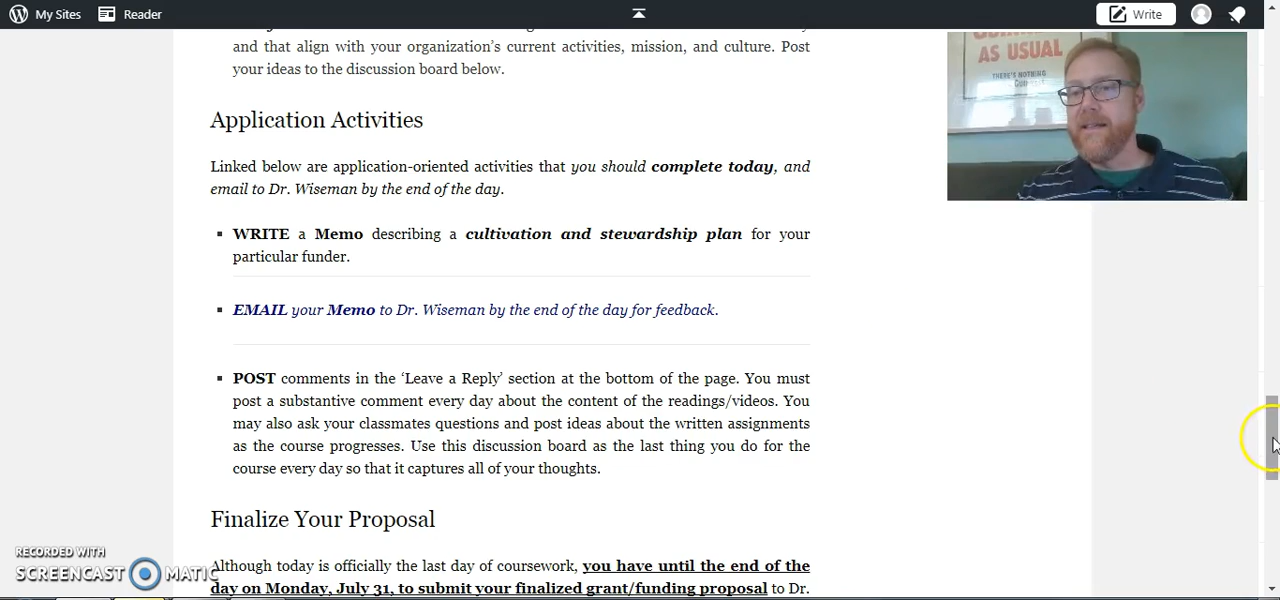 My Sites
Reader
Write
and that align with your organization's current activities, mission, and culture. Post
your ideas to the discussion board below.
AS USUAL
THERE'S NOTHING
Application Activities
Linked below are application-oriented activities that you should complete today, and
email to Dr. Wiseman by the end of the day.
▪ WRITE a Memo describing a cultivation and stewardship plan for your
particular funder.
▪ EMAIL your Memo to Dr. Wiseman by the end of the day for feedback.
▪ POST comments in the ‘Leave a Reply’ section at the bottom of the page. You must
post a substantive comment every day about the content of the readings/videos. You
may also ask your classmates questions and post ideas about the written assignments
as the course progresses. Use this discussion board as the last thing you do for the
course every day so that it captures all of your thoughts.
Finalize Your Proposal
Although today is officially the last day of coursework, you have until the end of the
day on Monday, July 31, to submit your finalized grant/funding proposal to Dr.
RECORDED WITH
SCREENCAST MATIC